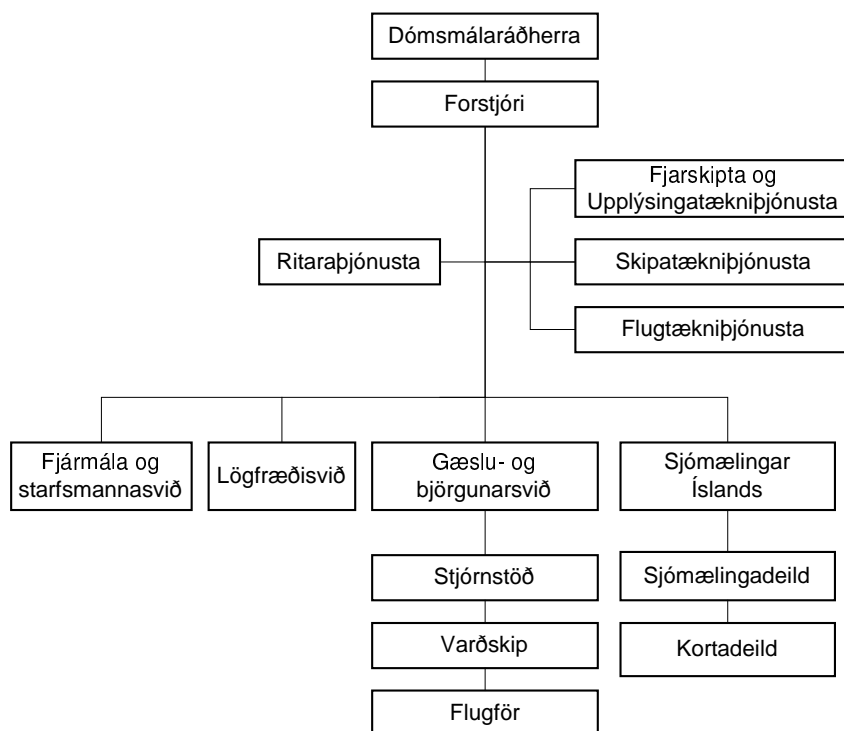 Dómsmálaráðherra
Forstjóri
Fjarskipta og
Upplýsingatækniþjónusta
Ritaraþjónusta
Skipatækniþjónusta
Flugtækniþjónusta
Fjármála og
starfsmannasvið
Lögfræðisvið
Gæslu- og
björgunarsvið
Sjómælingar
Íslands
Stjórnstöð
Sjómælingadeild
Varðskip
Kortadeild
Flugför